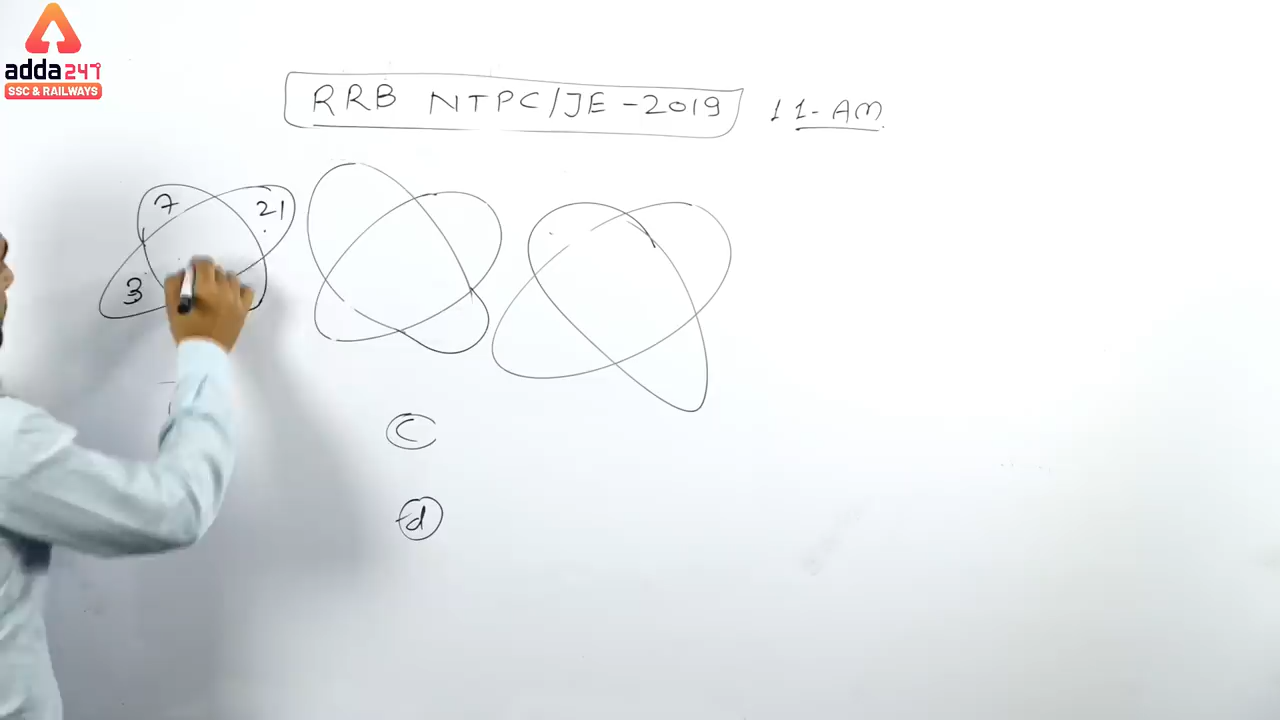 adda247
SSC & RAILWAYS
RRB NTPC/JE-2019 11-AM
7
21
3
C
d